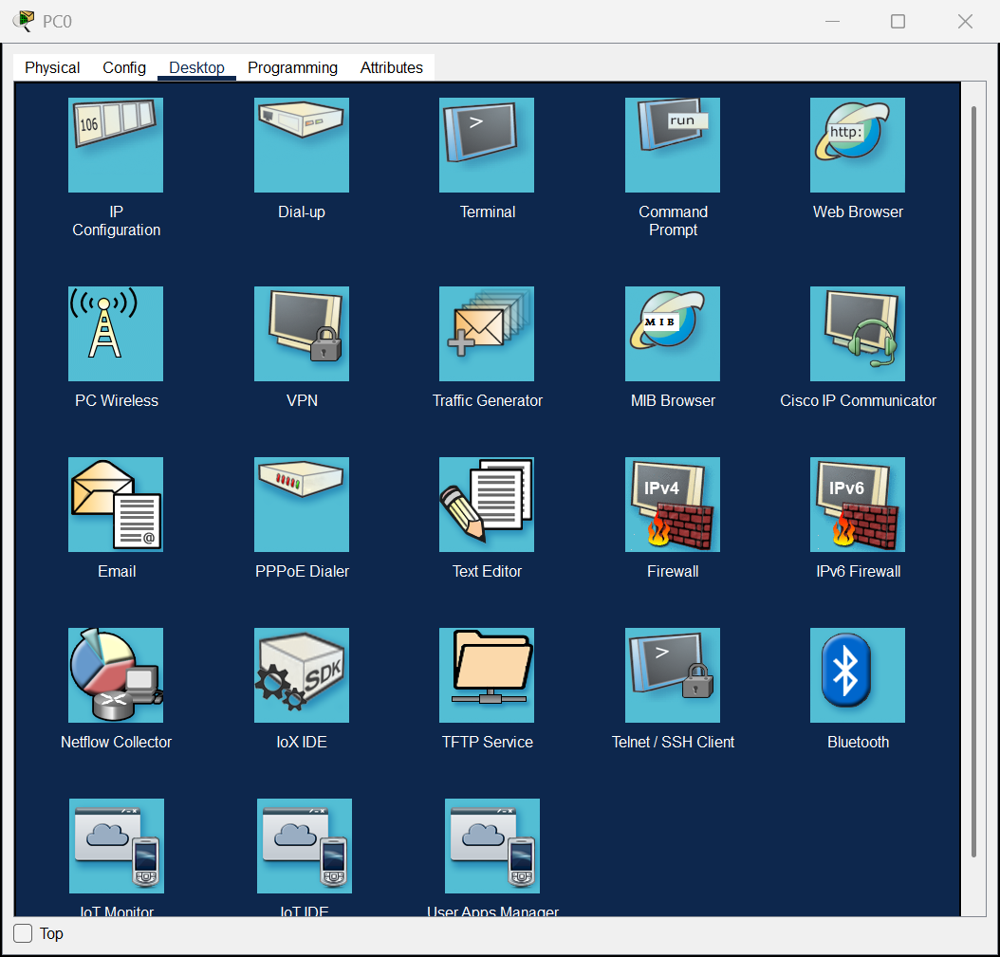 PC0
Physical Config Desktop Programming Attributes
106
>
run
http:
IP
Configuration
Dial-up
Terminal
Command
Prompt
Web Browser
MIB
PC Wireless
VPN
Traffic Generator
MIB Browser
Cisco IP Communicator
@
IPv4
IPv6
Email
PPPoE Dialer
Text Editor
Firewall
IPv6 Firewall
SDK
>
Netflow Collector
IoX IDE
TFTP Service
Telnet / SSH Client
Bluetooth
IoT Monitor
IoT IDE
User Apps Manager
Top